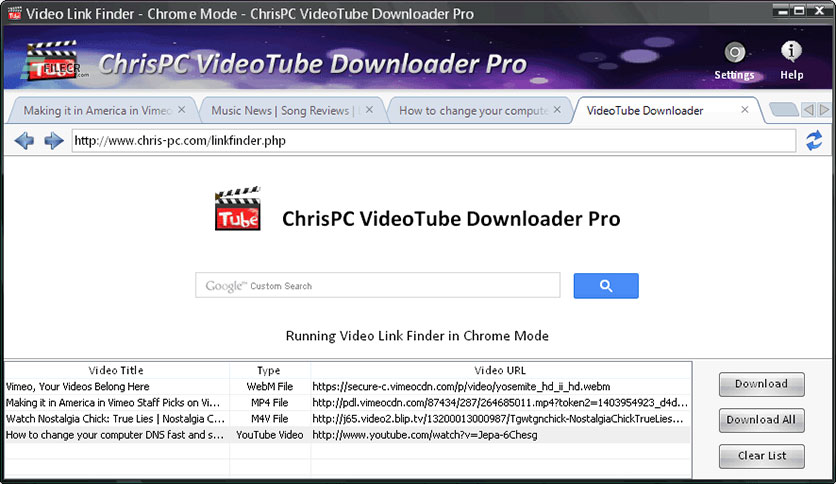 Video Link Finder - Chrome Mode - ChrisPC VideoTube Downloader Pro
Tube
FILECR
.com
ChrisPC VideoTube Downloader Pro
Settings
Help
Making it in America in Vimeo
Music News | Song Reviews |
How to change your compute
VideoTube Downloader
http://www.chris-pc.com/linkfinder.php
Tube
ChrisPC VideoTube Downloader Pro
Google™ Custom Search
Running Video Link Finder in Chrome Mode
Video Title Type Video URL
Vimeo, Your Videos Belong Here WebM File https://secure-c.vimeocdn.com/p/video/yosemite_hd_ii_hd.webm
Making it in America in Vimeo Staff Picks on Vi... MP4 File http://pdl.vimeocdn.com/87434/287/264685011.mp4?token2=1403954923_d4d...
Watch Nostalgia Chick: True Lies | Nostalgia C... M4V File http://j65.video2.blip.tv/13200013000987/Tgwtgnchick-NostalgiaChickTrueLies...
How to change your computer DNS fast and s... YouTube Video http://www.youtube.com/watch?v=Jepa-6Chesg
Download
Download All
Clear List